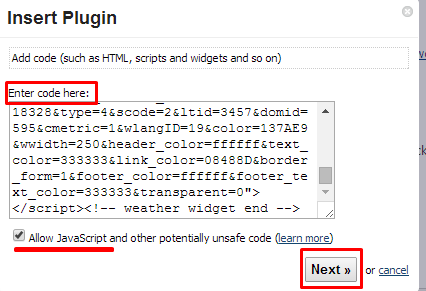 Insert Plugin
Add code (such as HTML, scripts and widgets and so on)
Enter code here:
18328&type=4&scode=2&ltid=3457&domid=
595&cmetric=1&wlangID=19&color=137AE9
&wwidth=250&header_color=ffffff&text_
color=333333&link_color=08488D&border
_form=1&footer_color=ffffff&footer_te
xt_color=333333&transparent=0">
</script><!-- weather widget end -->
Allow JavaScript and other potentially unsafe code (learn more)
Next » or cancel